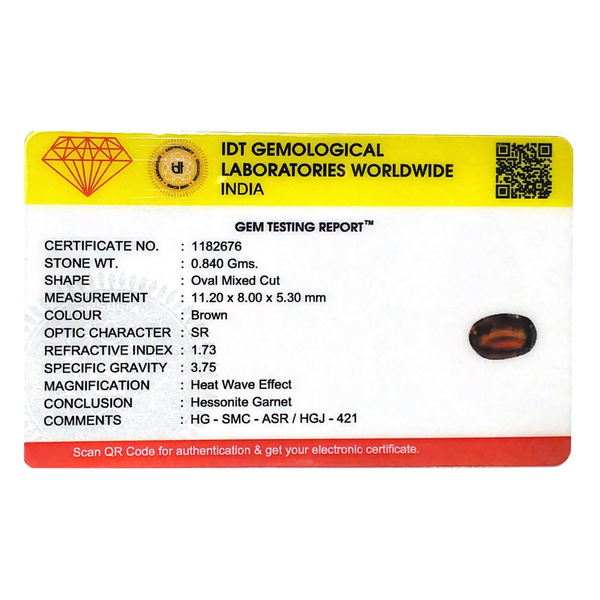 IDT GEMOLOGICAL
LABORATORIES WORLDWIDE
INDIA
GEM TESTING REPORT™
CERTIFICATE NO. : 1182676
STONE WT. : 0.840 Gms.
SHAPE : Oval Mixed Cut
MEASUREMENT : 11.20 x 8.00 x 5.30 mm
COLOUR : Brown
OPTIC CHARACTER : SR
REFRACTIVE INDEX : 1.73
SPECIFIC GRAVITY : 3.75
MAGNIFICATION : Heat Wave Effect
CONCLUSION : Hessonite Garnet
COMMENTS : HG - SMC - ASR / HGJ - 421
Scan QR Code for authentication & get your electronic certificate.